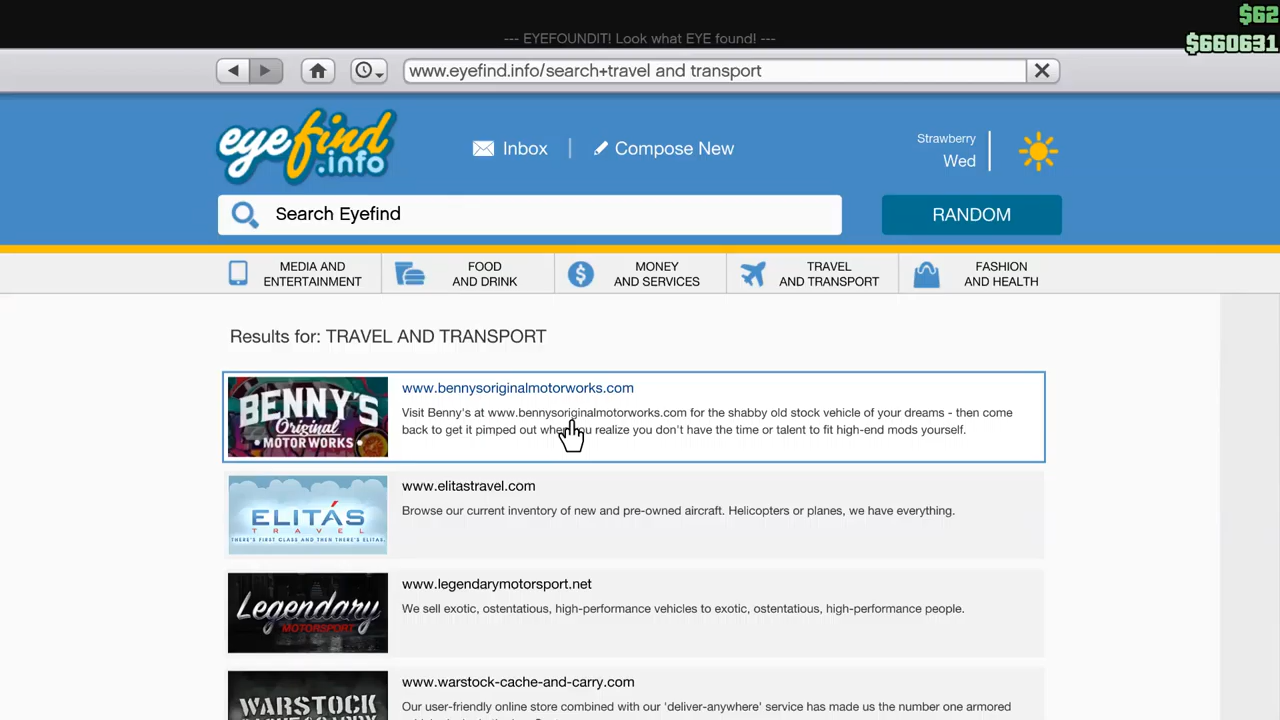 $62
--- EYEFOUNDIT! Look what EYE found! ---
$660631
www.eyefind.info/search+travel and transport
eyefind
.info
Inbox
Compose New
Strawberry
Wed
Search Eyefind
RANDOM
MEDIA AND
ENTERTAINMENT
FOOD
AND DRINK
MONEY
AND SERVICES
TRAVEL
AND TRANSPORT
FASHION
AND HEALTH
Results for: TRAVEL AND TRANSPORT
BENNY'S
Original
MOTORWORKS
www.bennysoriginalmotorworks.com
Visit Benny's at www.bennysoriginalmotorworks.com for the shabby old stock vehicle of your dreams - then come
back to get it pimped out when you realize you don't have the time or talent to fit high-end mods yourself.
ELITÁS
TRAVEL
THERE'S FIRST CLASS AND THEN THERE'S ELITAS.
www.elitastravel.com
Browse our current inventory of new and pre-owned aircraft. Helicopters or planes, we have everything.
Legendary
MOTORSPORT
www.legendarymotorsport.net
We sell exotic, ostentatious, high-performance vehicles to exotic, ostentatious, high-performance people.
WARSTOCK
www.warstock-cache-and-carry.com
Our user-friendly online store combined with our 'deliver-anywhere' service has made us the number one armored